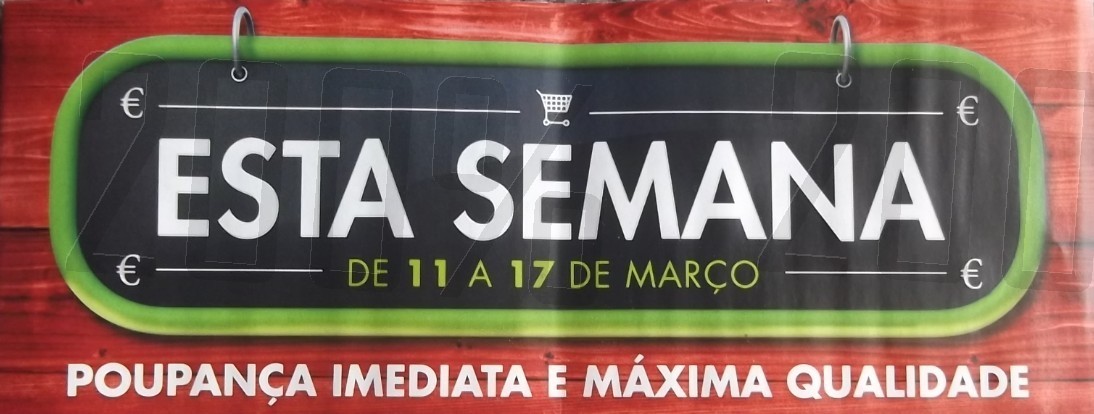 € €
ESTA SEMANA
€ DE 11 A 17 DE MARÇO €
POUPANÇA IMEDIATA E MÁXIMA QUALIDADE